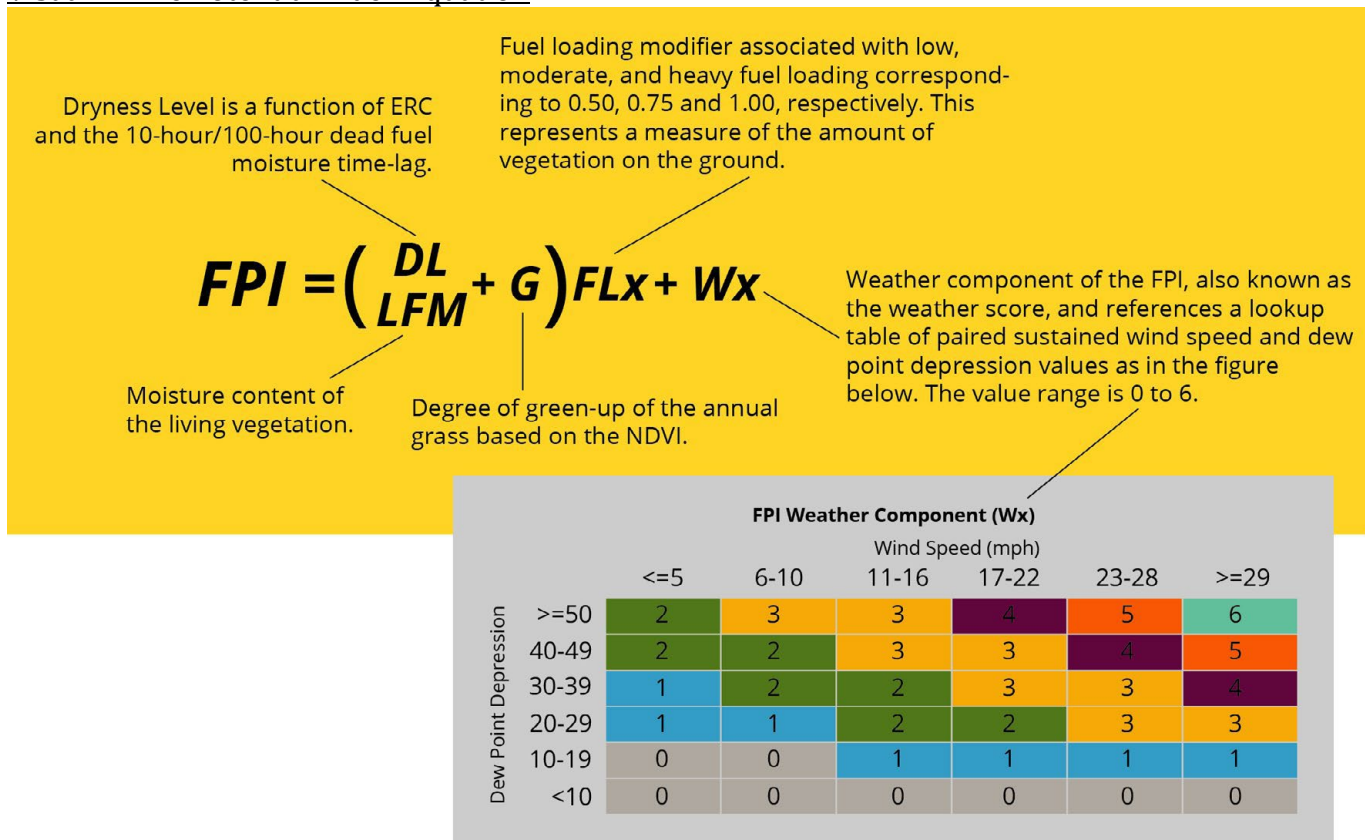 Fuel loading modifier associated with low,
moderate, and heavy fuel loading correspond-
ing to 0.50, 0.75 and 1.00, respectively. This
represents a measure of the amount of
vegetation on the ground.
Dryness Level is a function of ERC
and the 10-hour/100-hour dead fuel
moisture time-lag.
FPI = ( DL / LFM + G ) FLx + Wx
Weather component of the FPI, also known as
the weather score, and references a lookup
table of paired sustained wind speed and dew
point depression values as in the figure
below. The value range is 0 to 6.
Moisture content of
the living vegetation.
Degree of green-up of the annual
grass based on the NDVI.
FPI Weather Component (Wx)
Wind Speed (mph)
<=5 6-10 11-16 17-22 23-28 >=29
Dew Point Depression
>=50 2 3 3 4 5 6
40-49 2 2 3 3 4 5
30-39 1 2 2 3 3 4
20-29 1 1 2 2 3 3
10-19 0 0 1 1 1 1
<10 0 0 0 0 0 0